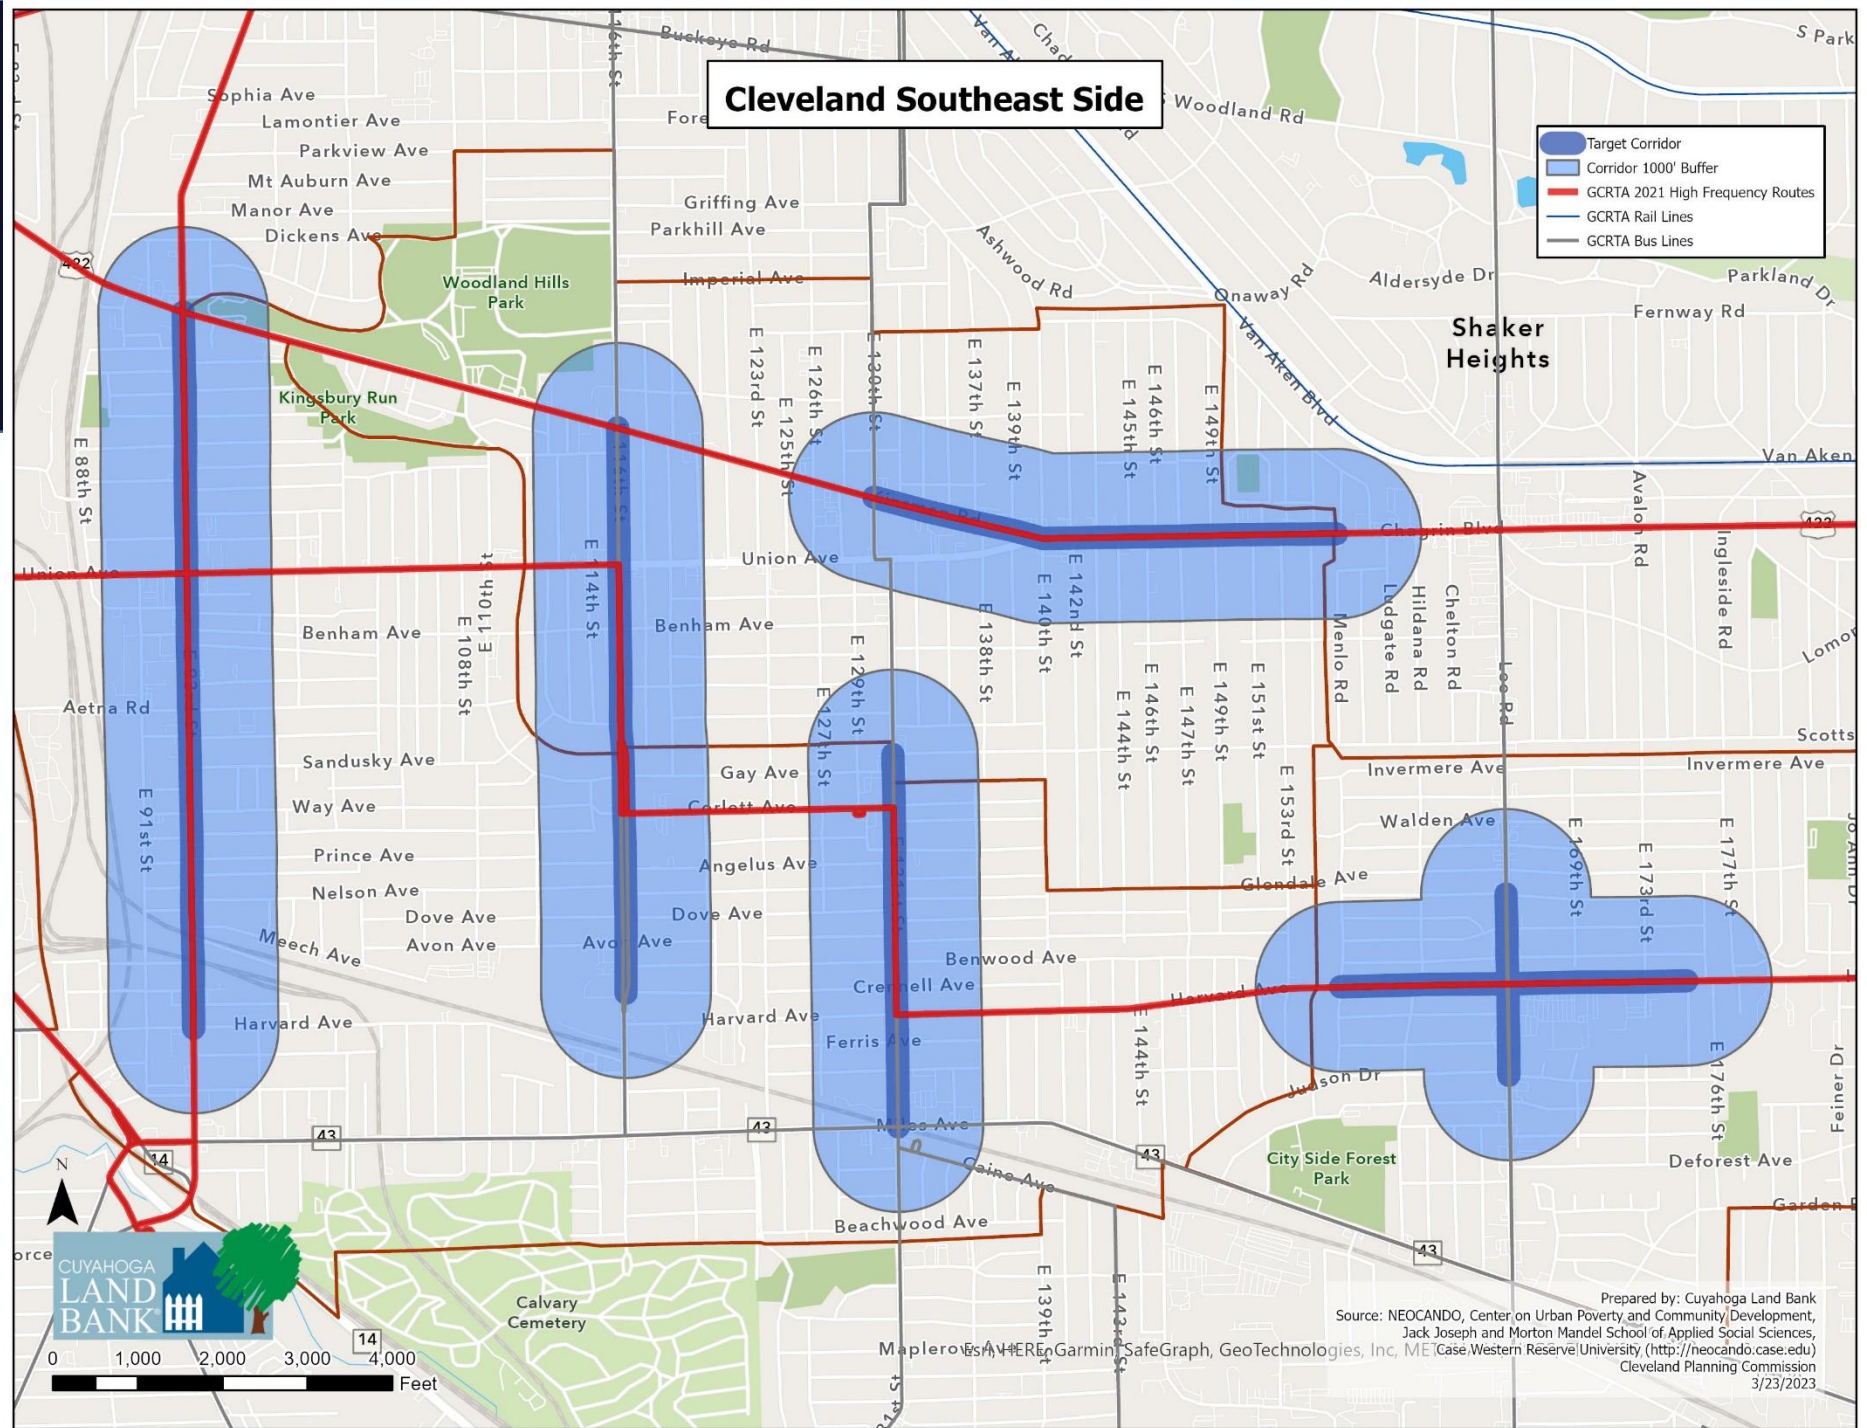 Cleveland Southeast Side
Target Corridor
Corridor 1000' Buffer
GCRTA 2021 High Frequency Routes
GCRTA Rail Lines
GCRTA Bus Lines
Buckeye Rd
116th St
S Park
Sophia Ave
Lamontier Ave
Parkview Ave
Mt Auburn Ave
Manor Ave
Dickens Ave
Fore
Woodland Rd
Griffing Ave
Parkhill Ave
Imperial Ave
Ashwood Rd
Onaway Rd
Aldersyde Dr
Parkland Dr
Fernway Rd
Shaker
Heights
Van Aken Blvd
Van Aken
422
Woodland Hills
Park
Kingsbury Run
Park
E 88th St
E 123rd St
E 126th St
E 125th St
E 130th St
E 137th St
E 139th St
E 145th St
E 146th St
E 149th St
Chagrin Blvd
422
Avalon Rd
Ingleside Rd
Union Ave
Union Ave
E 114th St
E 110th St
E 108th St
Benham Ave
Benham Ave
E 129th St
E 127th St
E 138th St
E 140th St
E 142nd St
Menlo Rd
Ludgate Rd
Hildana Rd
Chelton Rd
Lee Rd
Lomor
E 144th St
E 146th St
E 147th St
E 149th St
E 151st St
E 153rd St
Aetna Rd
Sandusky Ave
Gay Ave
Scotts
Invermere Ave
Invermere Ave
E 91st St
Way Ave
Corlett Ave
Walden Ave
Prince Ave
Angelus Ave
Nelson Ave
Glendale Ave
E 169th St
E 173rd St
E 177th St
Jo Ann Dr
Dove Ave
Dove Ave
Meech Ave
Avon Ave
Avon Ave
Benwood Ave
Crennell Ave
Harvard Ave
Harvard Ave
Harvard Ave
Ferris Ave
E 144th St
Judson Dr
E 176th St
Feiner Dr
43
43
Miles Ave
43
14
Caine Ave
City Side Forest
Park
Deforest Ave
Garden
N
Beachwood Ave
43
orce
CUYAHOGA
LAND
BANK
Calvary
Cemetery
14
E 139th St
E 143rd St
0 1,000 2,000 3,000 4,000
Feet
Prepared by: Cuyahoga Land Bank
Source: NEOCANDO, Center on Urban Poverty and Community Development,
Jack Joseph and Morton Mandel School of Applied Social Sciences,
Case Western Reserve University (http://neocando.case.edu)
Cleveland Planning Commission
3/23/2023
Esri, HERE, Garmin, SafeGraph, GeoTechnologies, Inc,